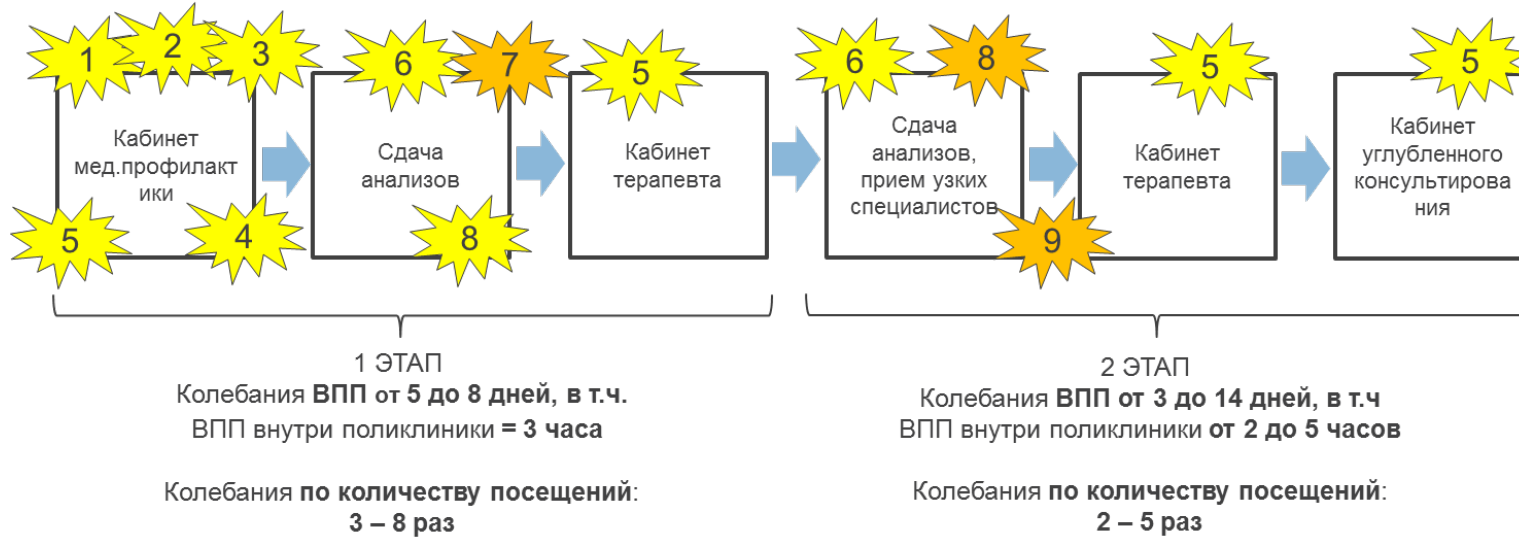 1
2
3
6
7
5
6
8
5
5
Кабинет
мед.профилакт
ики
Сдача
анализов
Кабинет
терапевта
Сдача
анализов,
прием узких
специалистов
Кабинет
терапевта
Кабинет
углубленного
консультирова
ния
5
4
8
9
1 ЭТАП
Колебания ВПП от 5 до 8 дней, в т.ч.
ВПП внутри поликлиники = 3 часа
Колебания по количеству посещений:
3 – 8 раз
2 ЭТАП
Колебания ВПП от 3 до 14 дней, в т.ч
ВПП внутри поликлиники от 2 до 5 часов
Колебания по количеству посещений:
2 – 5 раз